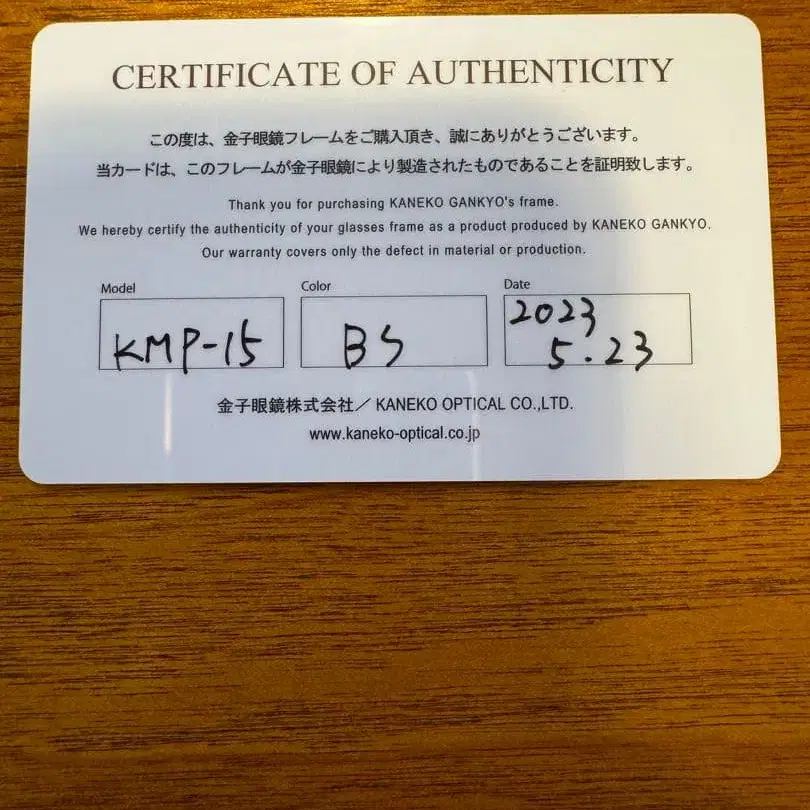 CERTIFICATE OF AUTHENTICITY
この度は、金子眼鏡フレームをご購入頂き、誠にありがとうございます。
当カードは、このフレームが金子眼鏡により製造されたものであることを証明致します。
Thank you for purchasing KANEKO GANKYO's frame.
We hereby certify the authenticity of your glasses frame as a product produced by KANEKO GANKYO.
Our warranty covers only the defect in material or production.
Model Color Date
KMP-15 BS 2023
5.23
金子眼鏡株式会社／ KANEKO OPTICAL CO.,LTD.
www.kaneko-optical.co.jp